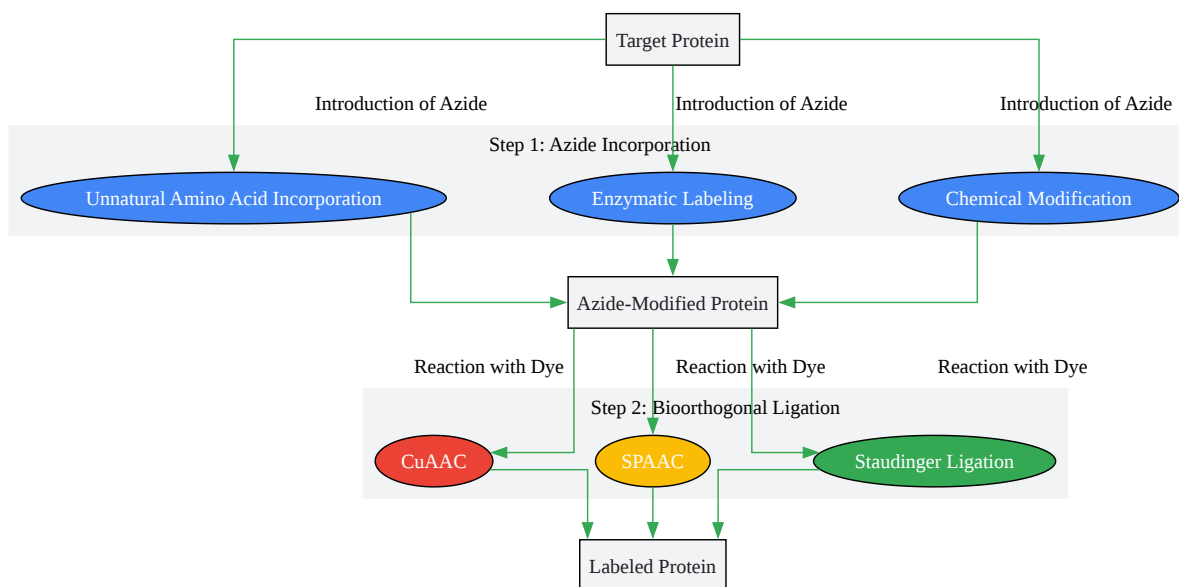 Target Protein
Introduction of Azide
Introduction of Azide
Introduction of Azide
Step 1: Azide Incorporation
Unnatural Amino Acid Incorporation
Enzymatic Labeling
Chemical Modification
Azide-Modified Protein
Reaction with Dye
Reaction with Dye
Reaction with Dye
Step 2: Bioorthogonal Ligation
CuAAC
SPAAC
Staudinger Ligation
Labeled Protein